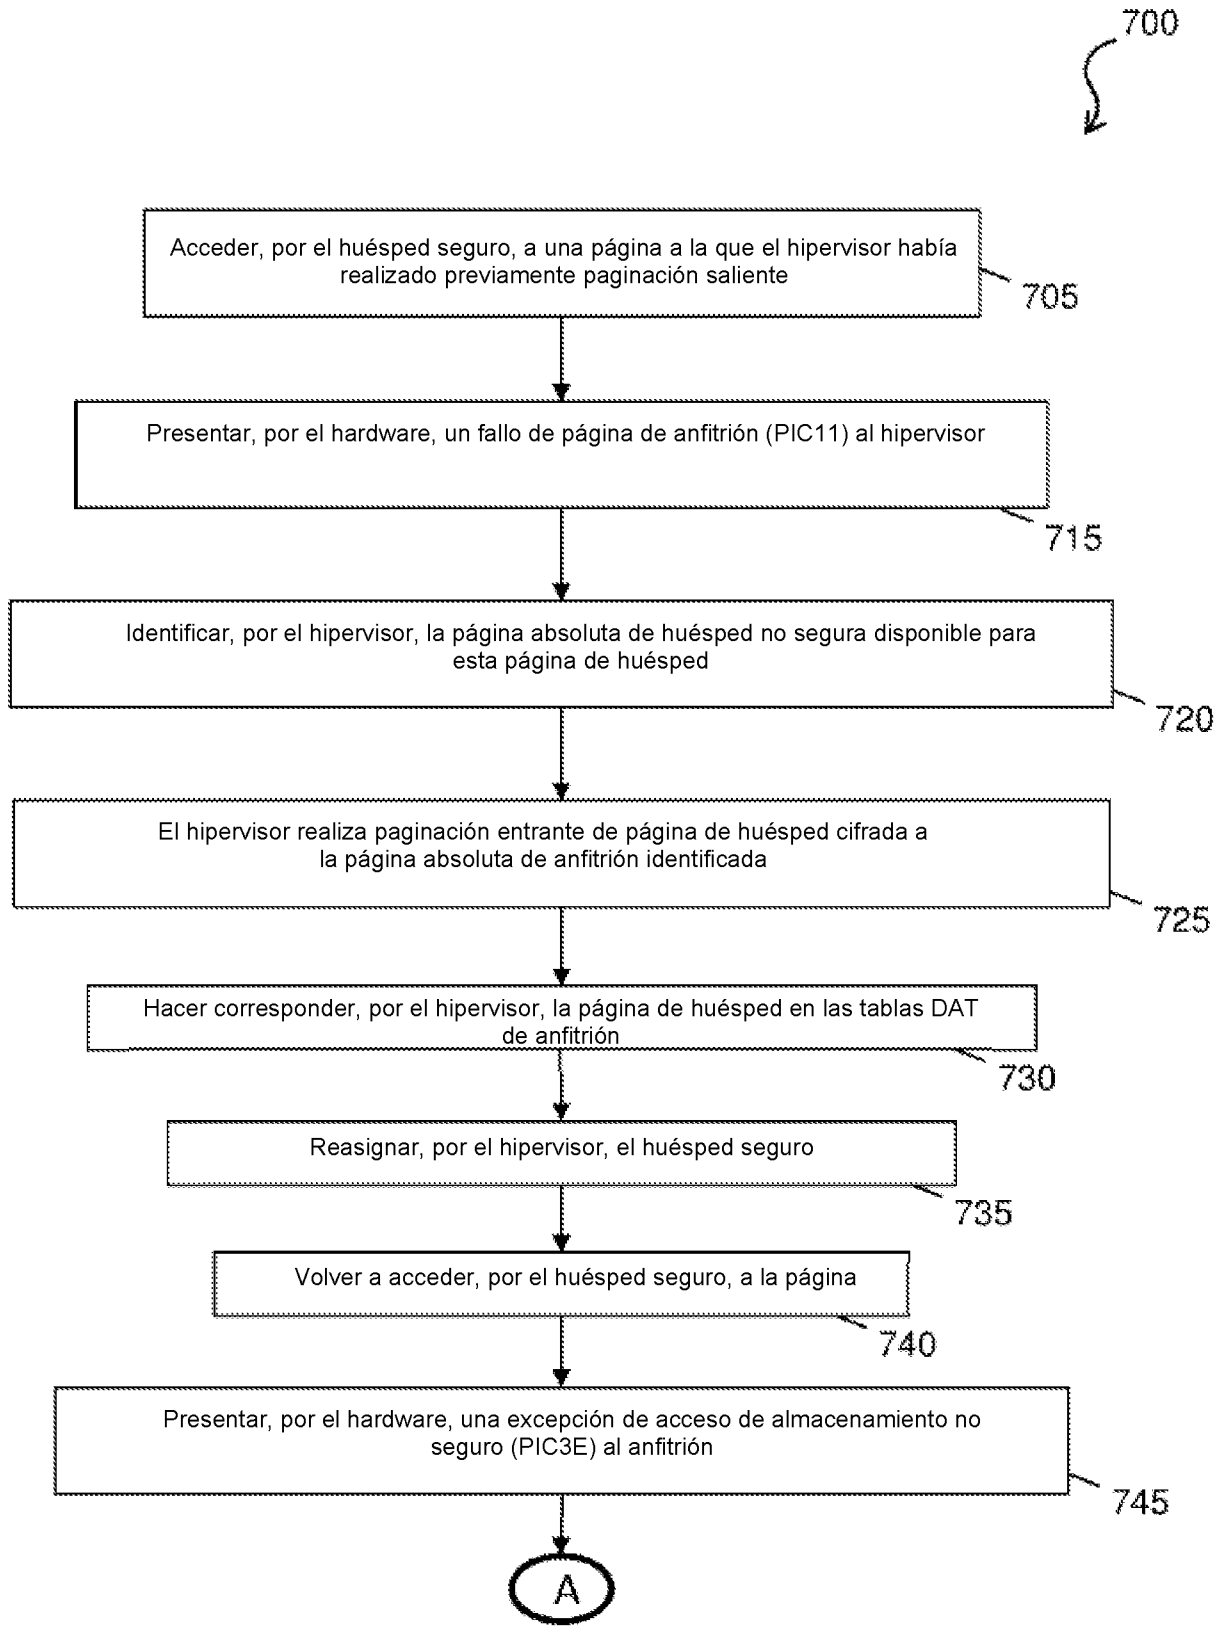 700
Acceder, por el huésped seguro, a una página a la que el hipervisor había
realizado previamente paginación saliente
705
Presentar, por el hardware, un fallo de página de anfitrión (PIC11) al hipervisor
715
Identificar, por el hipervisor, la página absoluta de huésped no segura disponible para
esta página de huésped
720
El hipervisor realiza paginación entrante de página de huésped cifrada a
la página absoluta de anfitrión identificada
725
Hacer corresponder, por el hipervisor, la página de huésped en las tablas DAT
de anfitrión
730
Reasignar, por el hipervisor, el huésped seguro
735
Volver a acceder, por el huésped seguro, a la página
740
Presentar, por el hardware, una excepción de acceso de almacenamiento no
seguro (PIC3E) al anfitrión
745
A